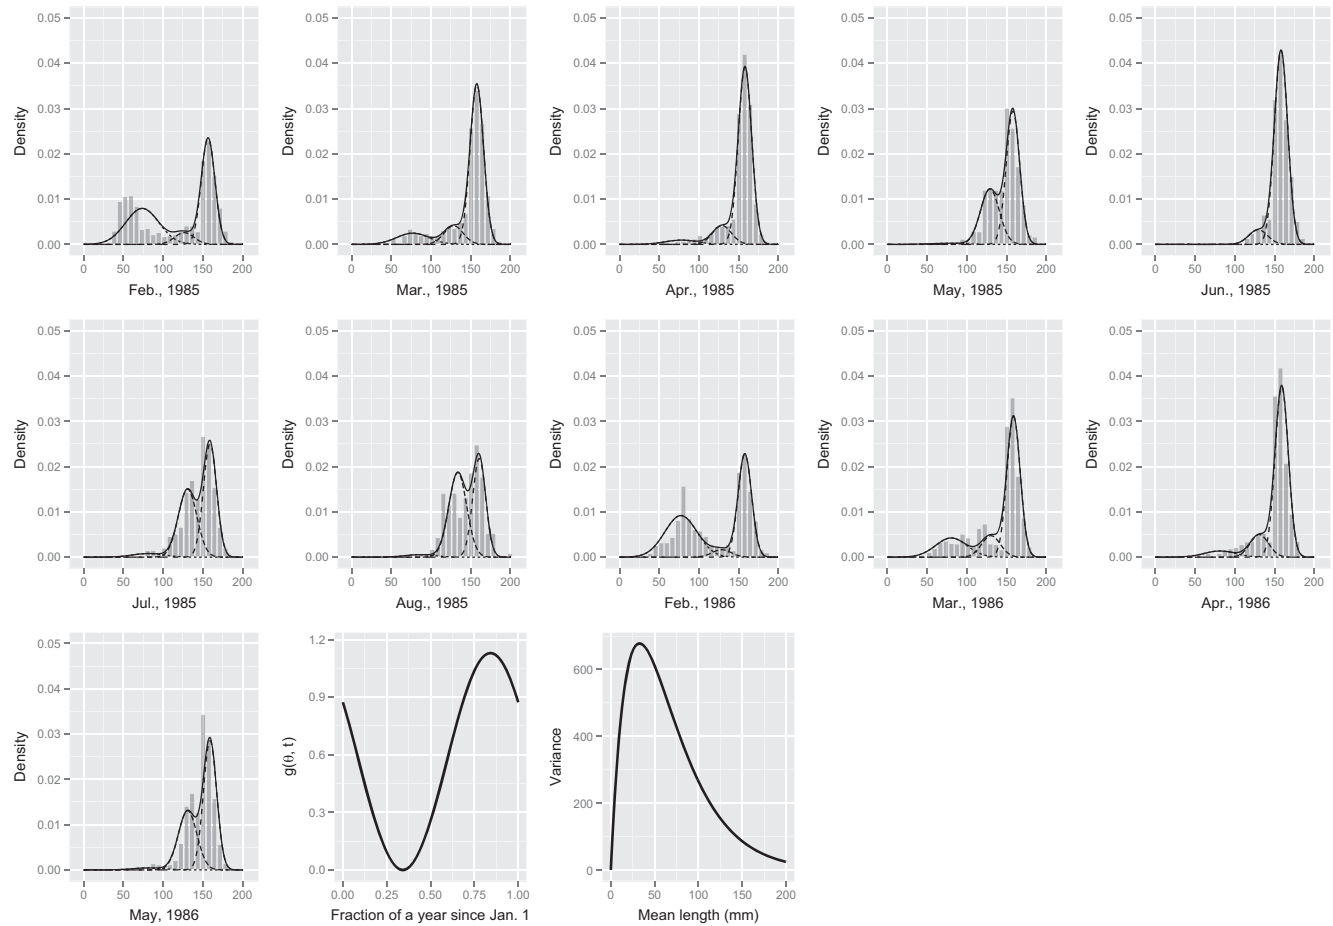 0.05 0.05 0.05 0.05 0.05
0.04 0.04 0.04 0.04 0.04
0.03 0.03 0.03 0.03 0.03
Density Density Density Density Density
0.02 0.02 0.02 0.02 0.02
0.01 0.01 0.01 0.01 0.01
0.00 0.00 0.00 0.00 0.00
0 50 100 150 200 0 50 100 150 200 0 50 100 150 200 0 50 100 150 200 0 50 100 150 200
Feb., 1985 Mar., 1985 Apr., 1985 May, 1985 Jun., 1985
0.05 0.05 0.05 0.05 0.05
0.04 0.04 0.04 0.04 0.04
0.03 0.03 0.03 0.03 0.03
Density Density Density Density Density
0.02 0.02 0.02 0.02 0.02
0.01 0.01 0.01 0.01 0.01
0.00 0.00 0.00 0.00 0.00
0 50 100 150 200 0 50 100 150 200 0 50 100 150 200 0 50 100 150 200 0 50 100 150 200
Jul., 1985 Aug., 1985 Feb., 1986 Mar., 1986 Apr., 1986
0.05
0.04
0.03
Density
0.02
0.01
0.00
0 50 100 150 200
May, 1986
1.2
0.9
g(θ, t)
0.6
0.3
0.0
0.00 0.25 0.50 0.75 1.00
Fraction of a year since Jan. 1
600
400
Variance
200
0
0 50 100 150 200
Mean length (mm)